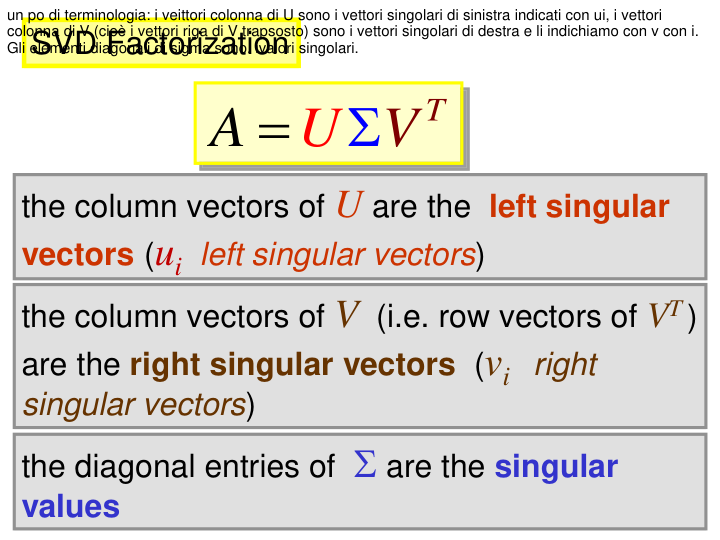 un po di terminologia: i veittori colonna di U sono i vettori singolari di sinistra indicati con ui, i vettori
colonna di V (cioè i vettori riga di V trapsosto) sono i vettori singolari di destra e li indichiamo con v con i.
Gli elementi diagonali di sigma sono i valori singolari.
SVD Factorization
A = UΣV^T
the column vectors of U are the left singular
vectors (u_i left singular vectors)
the column vectors of V (i.e. row vectors of V^T)
are the right singular vectors (v_i right
singular vectors)
the diagonal entries of Σ are the singular
values